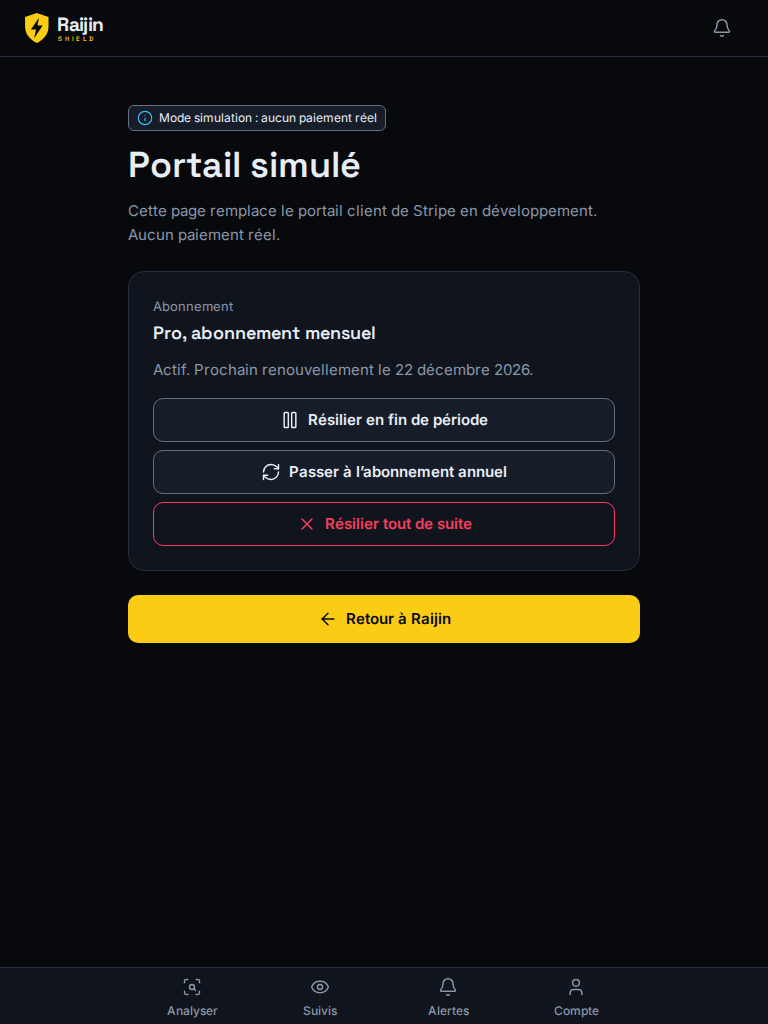 Raijin
SHIELD
Mode simulation : aucun paiement réel
Portail simulé
Cette page remplace le portail client de Stripe en développement.
Aucun paiement réel.
Abonnement
Pro, abonnement mensuel
Actif. Prochain renouvellement le 22 décembre 2026.
Résilier en fin de période
Passer à l’abonnement annuel
Résilier tout de suite
Retour à Raijin
Analyser
Suivis
Alertes
Compte